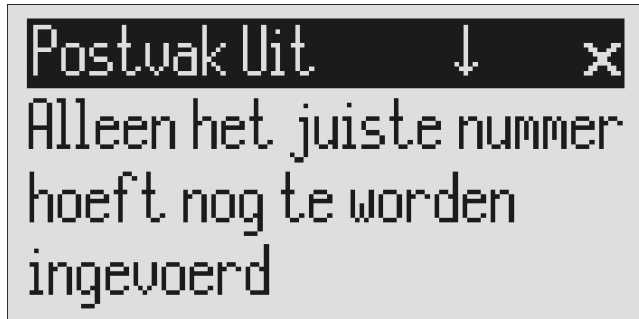 Postvak Uit ↓ x
Alleen het juiste nummer
hoeft nog te worden
ingevoerd